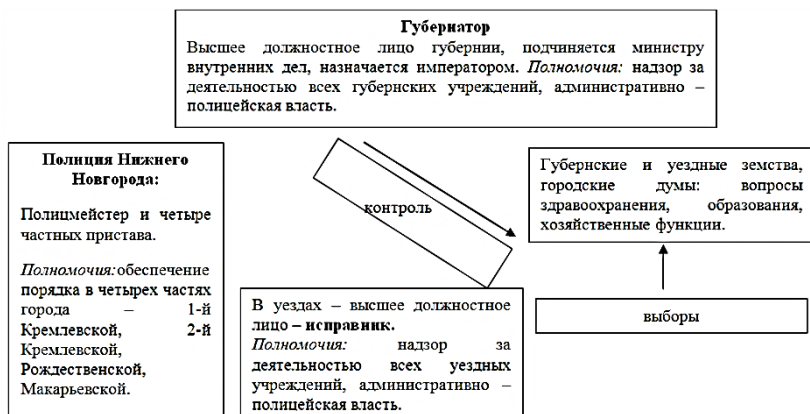 Губернатор
Высшее должностное лицо губернии, подчиняется министру
внутренних дел, назначается императором. Полномочия: надзор за
деятельностью всех губернских учреждений, административно –
полицейская власть.
Полиция Нижнего
Новгорода:
Полицмейстер и четыре
частных пристава.
Полномочия: обеспечение
порядка в четырех частях
города – 1-й
Кремлевской, 2-й
Кремлевской,
Рождественской,
Макарьевской.
контроль
Губернские и уездные земства,
городские думы: вопросы
здравоохранения, образования,
хозяйственные функции.
В уездах – высшее должностное
лицо – исправник.
Полномочия: надзор за
деятельностью всех уездных
учреждений, административно –
полицейская власть.
выборы